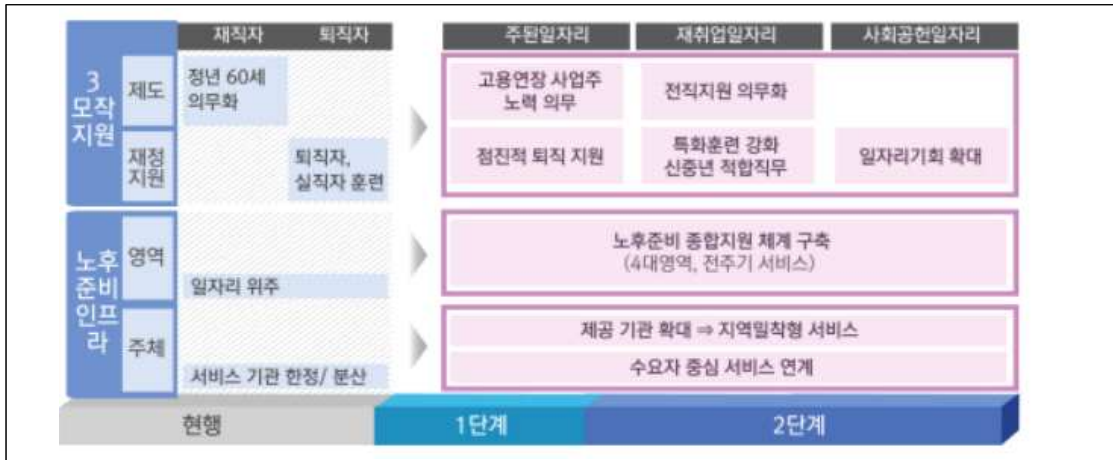 재직자 퇴직자 주된일자리 재취업일자리 사회공헌일자리
3
모작
지원
제도
정년 60세
의무화
고용연장 사업주
노력 의무
전직지원 의무화
재정
지원
퇴직자,
실직자 훈련
점진적 퇴직 지원
특화훈련 강화
신중년 적합직무
일자리기회 확대
노후
준비
인프
라
영역
일자리 위주
노후준비 종합지원 체계 구축
(4대영역, 전주기 서비스)
주체
서비스 기관 한정/ 분산
제공 기관 확대 ⇒ 지역밀착형 서비스
수요자 중심 서비스 연계
현행 1단계 2단계